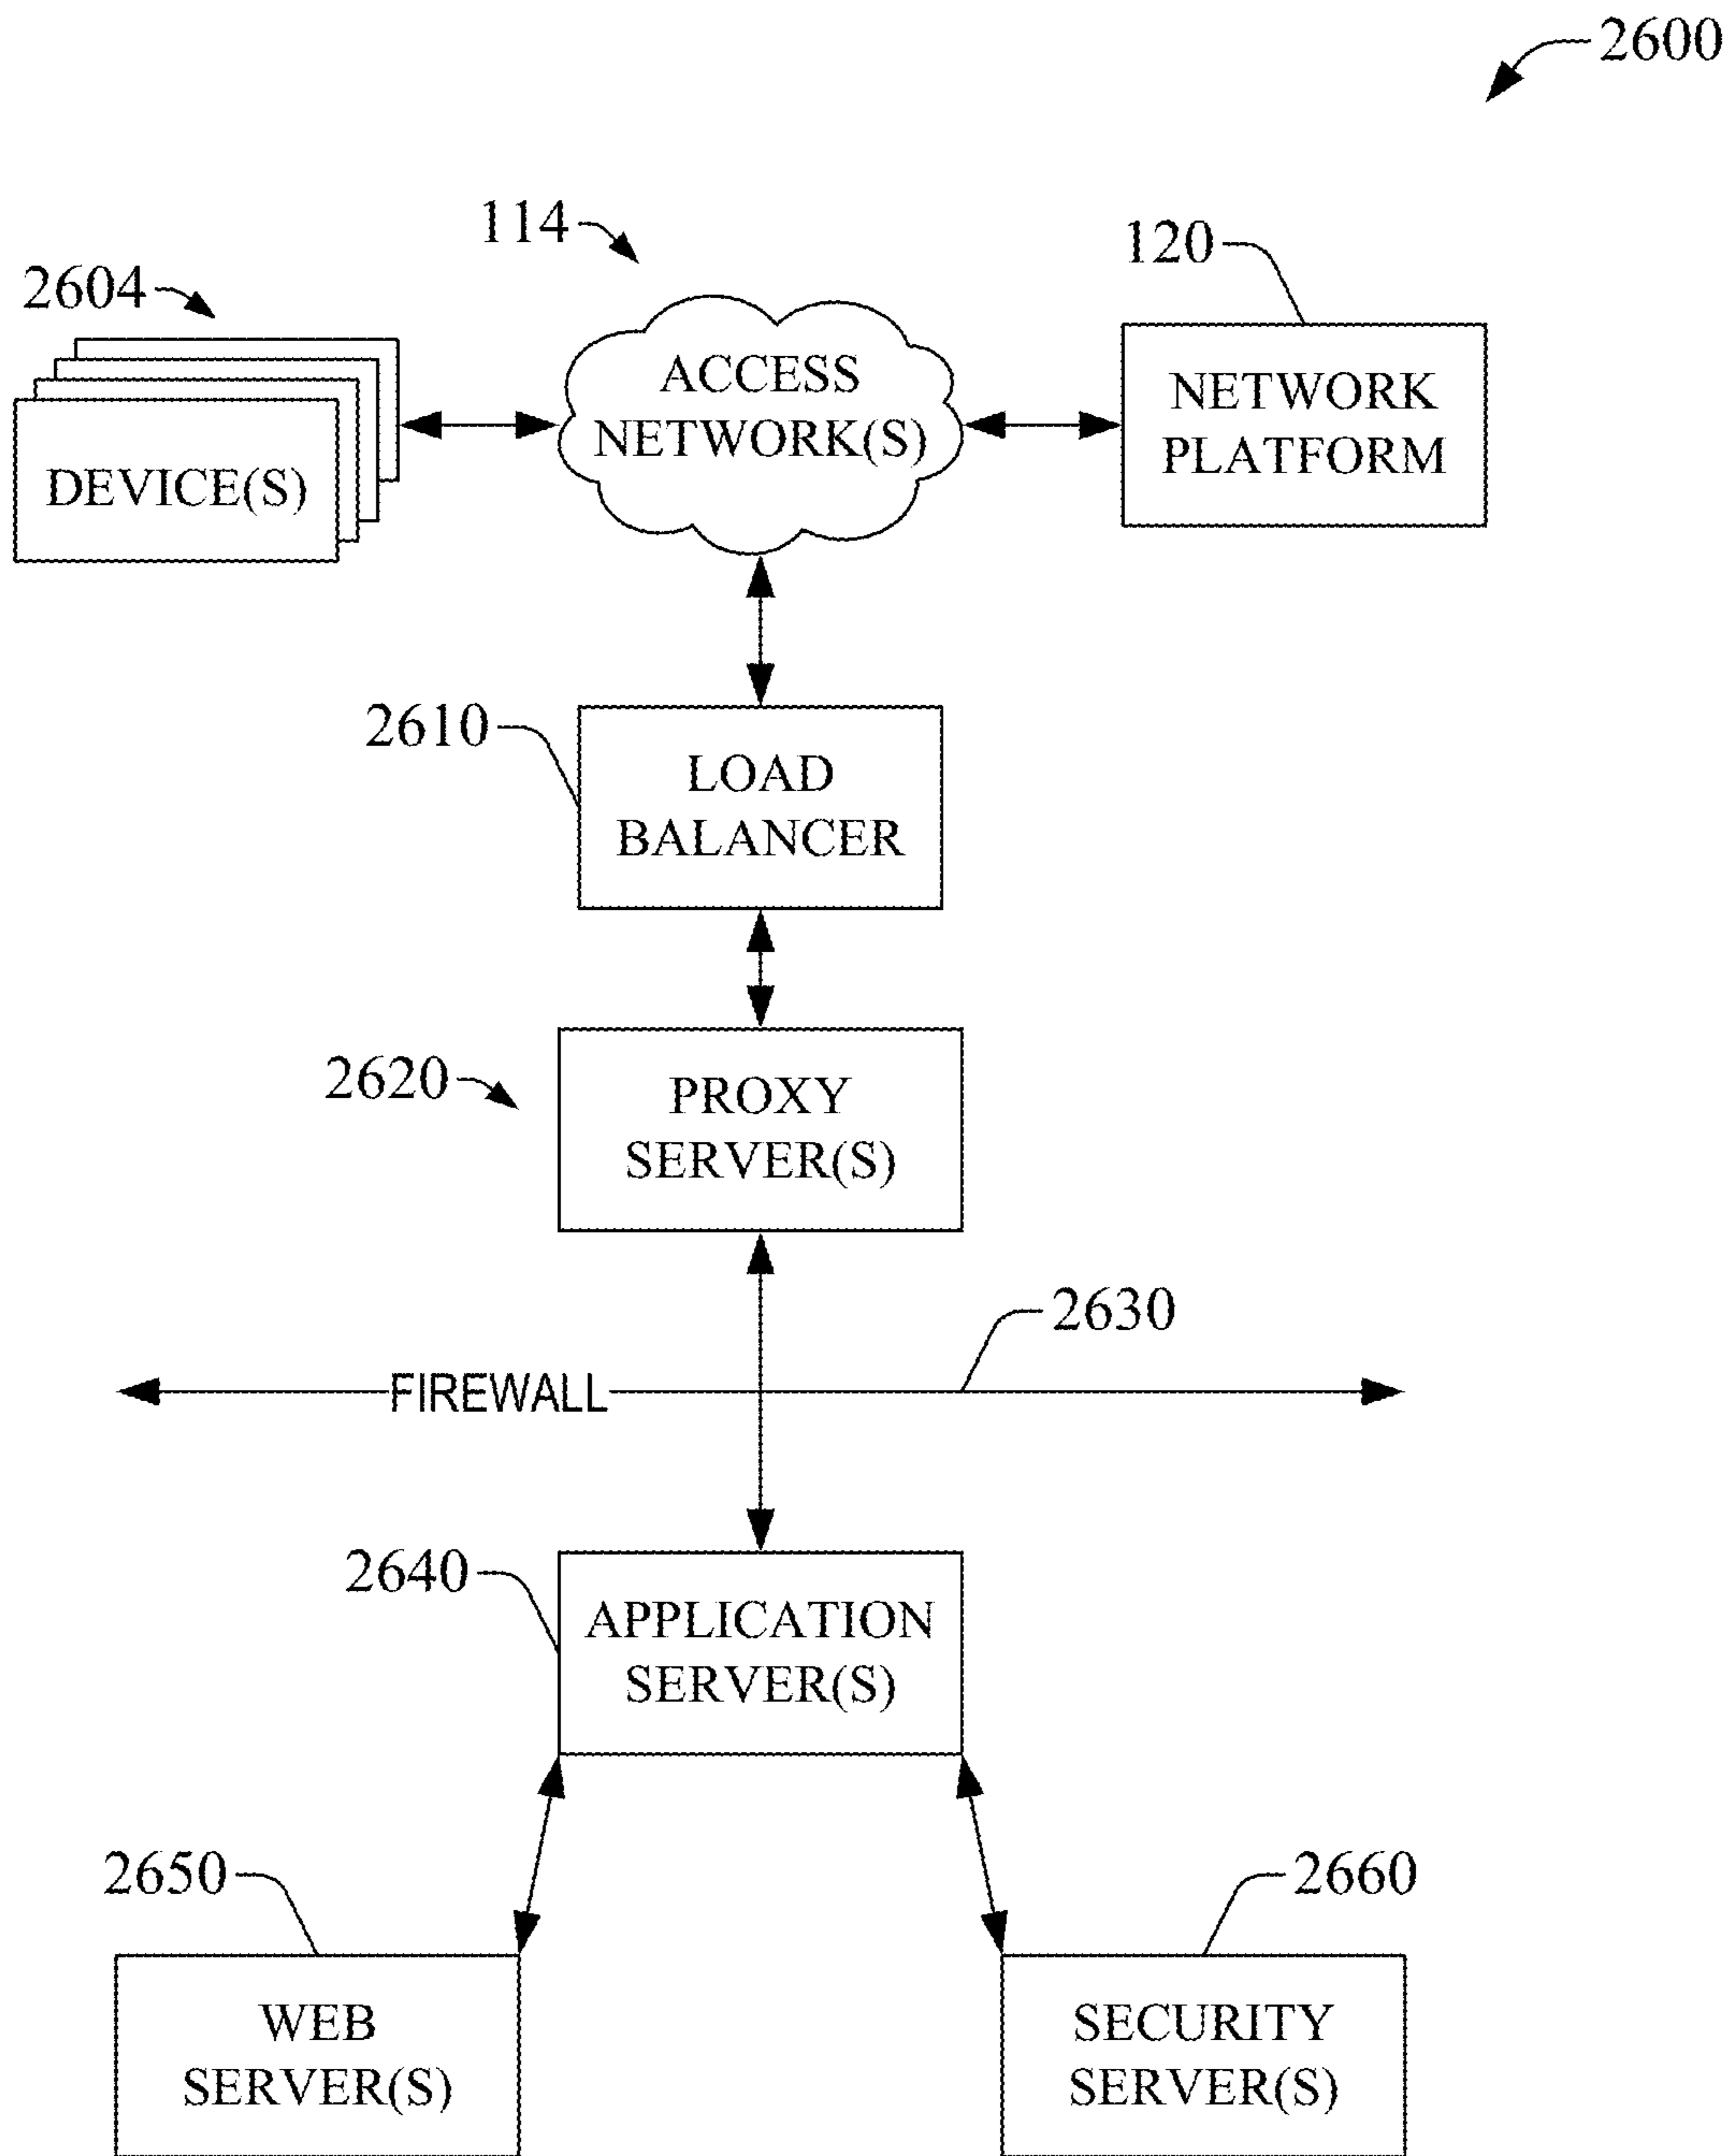 2600
114
120
2604
ACCESS
NETWORK(S)
NETWORK
PLATFORM
DEVICE(S)
2610
LOAD
BALANCER
2620
PROXY
SERVER(S)
2630
FIREWALL
2640
APPLICATION
SERVER(S)
2650
2660
WEB
SERVER(S)
SECURITY
SERVER(S)